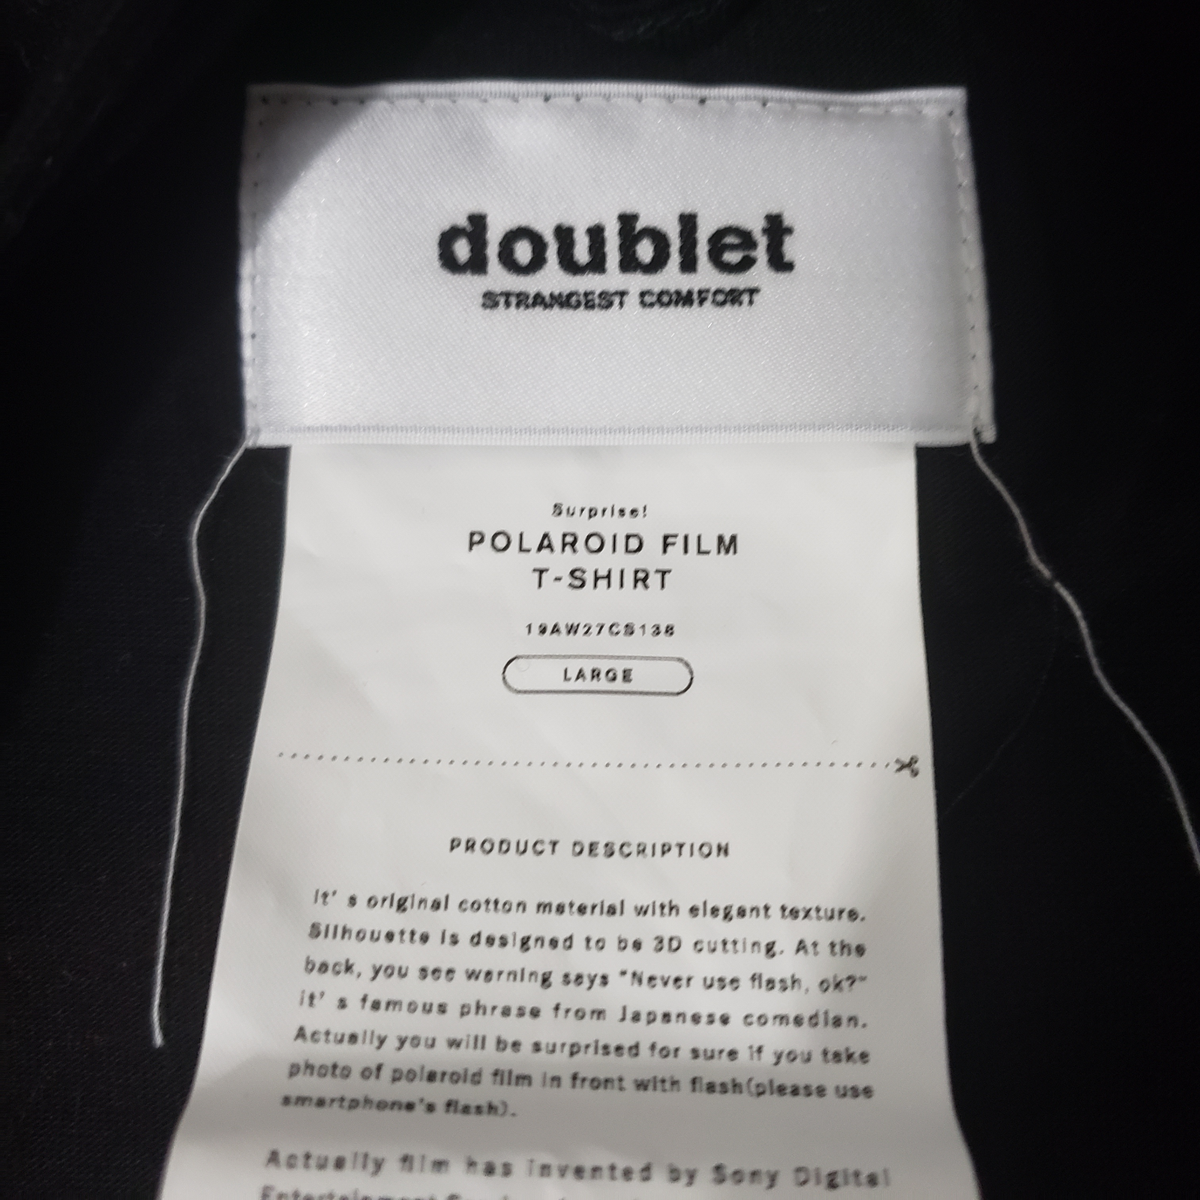 doublet
STRANGEST COMFORT
Surprise!
POLAROID FILM
T-SHIRT
19AW27CS138
LARGE
PRODUCT DESCRIPTION
It' s original cotton material with elegant texture.
Silhouette is designed to be 3D cutting. At the
back, you see warning says "Never use flash, ok?"
it' s famous phrase from Japanese comedian.
Actually you will be surprised for sure if you take
photo of polaroid film in front with flash(please use
smartphone's flash).
Actually film has invented by Sony Digital
Entertainment